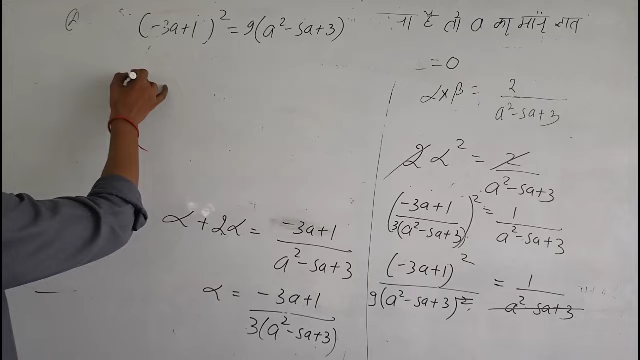 (-3a+1)² = 9(a²-5a+3)
है तो a का मान ज्ञात
= 0
α×β = 2/(a²-5a+3)
2α² = 2/(a²-5a+3)
(-3a+1/3(a²-5a+3))² = 1/(a²-5a+3)
(-3a+1)²/9(a²-5a+3)² = 1/(a²-5a+3)
α+2α = -3a+1/(a²-5a+3)
α = -3a+1/3(a²-5a+3)